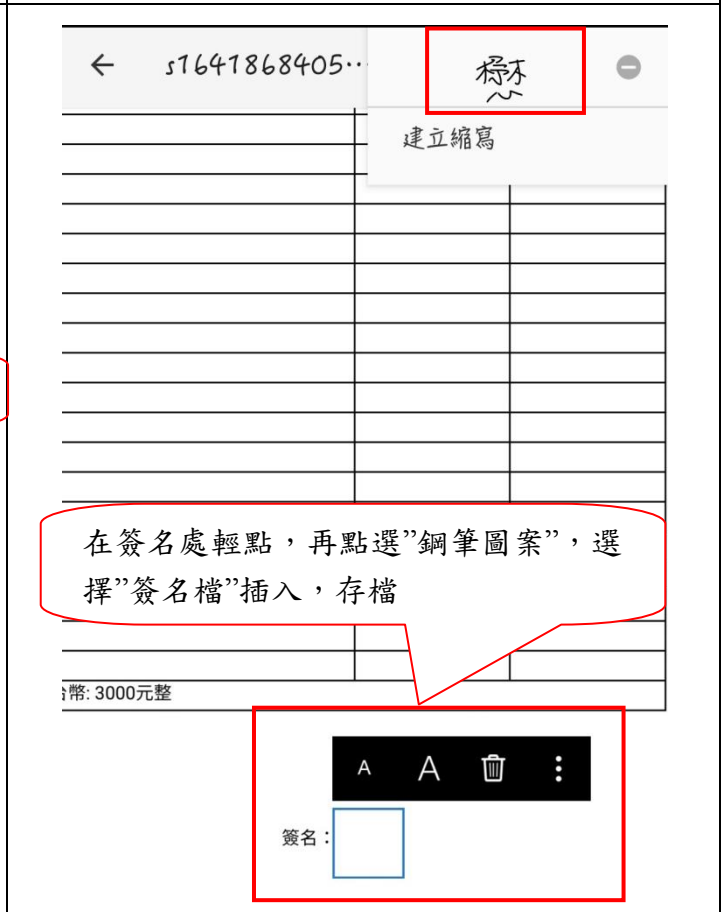 ← s1641868405‥
建立縮寫
在簽名處輕點，再點選”鋼筆圖案”，選
擇”簽名檔”插入，存檔
台幣: 3000元整
A A
簽名：